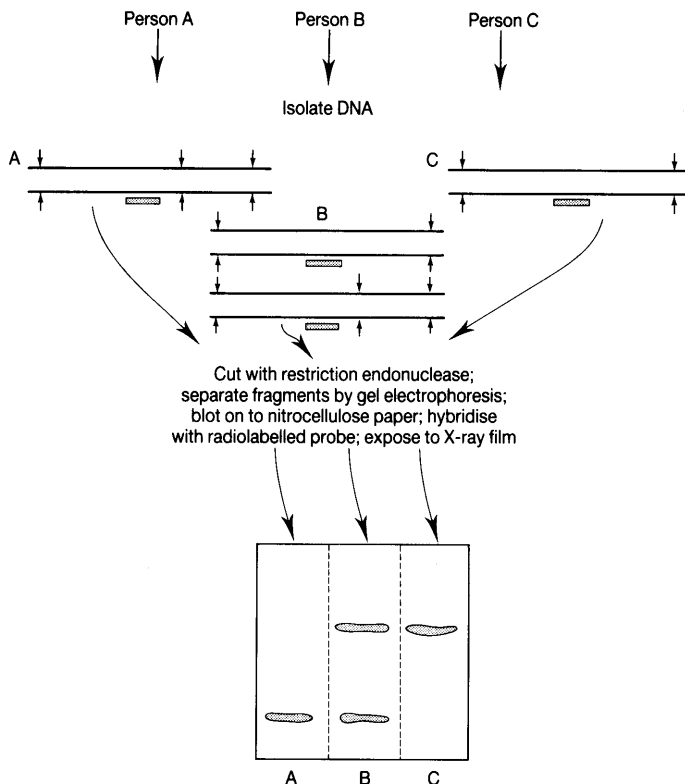 Person A Person B Person C
Isolate DNA
A
C
B
Cut with restriction endonuclease;
separate fragments by gel electrophoresis;
blot on to nitrocellulose paper; hybridise
with radiolabelled probe; expose to X-ray film
A B C